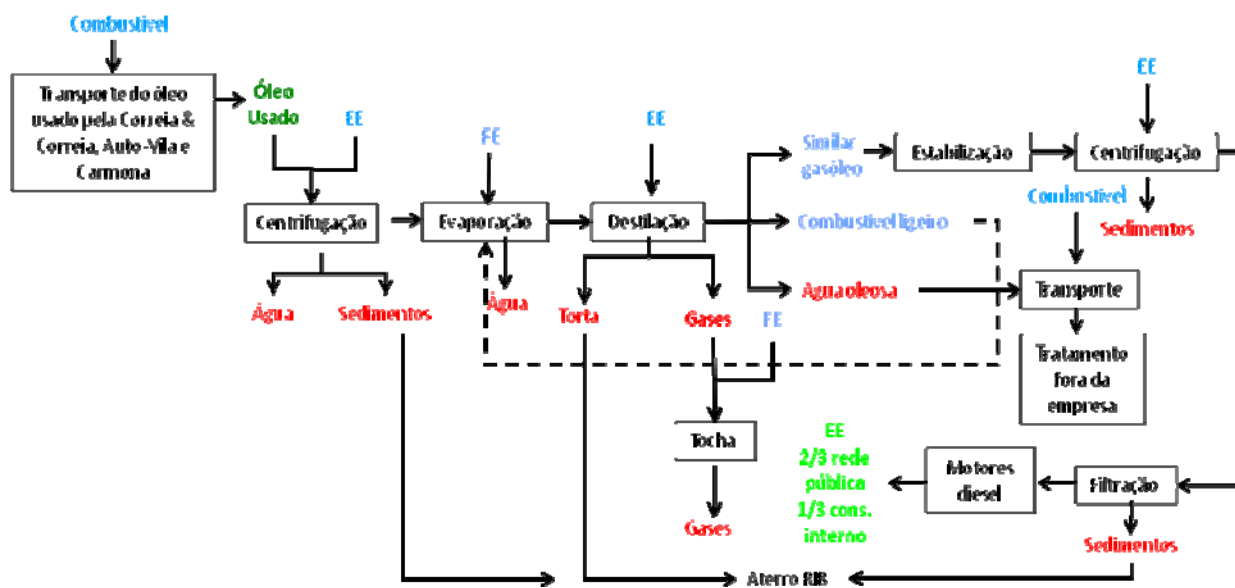 Combustível
Transporte do óleo
usado pela Correia &
Correia, Auto-Vila e
Carmona
Óleo
Usado
EE
FE
EE
EE
Similar
gasóleo
Estabilização
Centrifugação
Centrifugação
Evaporação
Destilação
Combustível ligeiro
Combustível
Sedimentos
Água
Sedimentos
Água
Torta
Gases
FE
Água oleosa
Transporte
Tratamento
fora da
empresa
Tocha
Gases
EE
2/3 rede
pública
1/3 cons.
interno
Motores
diesel
Filtração
Sedimentos
Aterro RIB